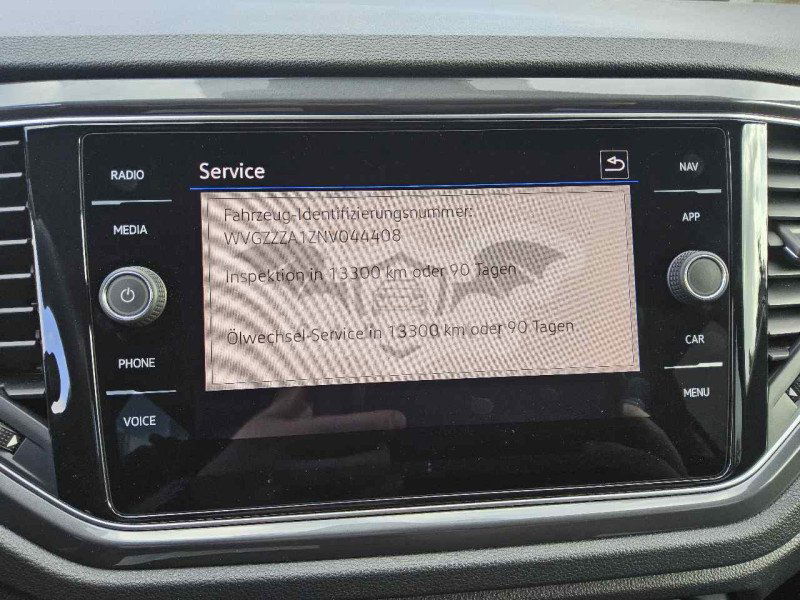 Service
RADIO
MEDIA
PHONE
VOICE
Fahrzeug-Identifizierungsnummer:
WVGZZZA1ZNV044408
Inspektion in 13300 km oder 90 Tagen
Ölwechsel-Service in 13300 km oder 90 Tagen
NAV
APP
CAR
MENU